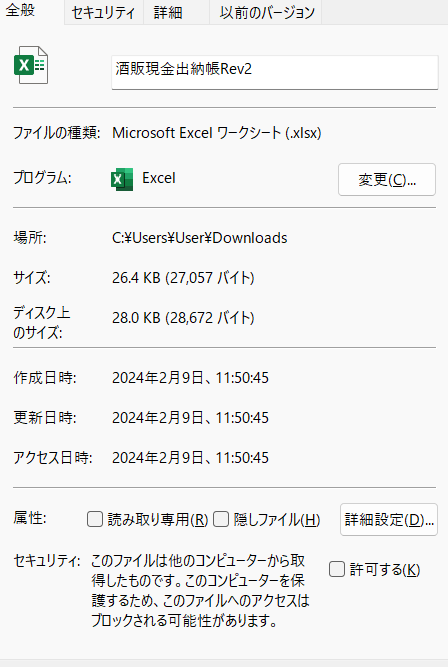 全般 セキュリティ 詳細 以前のバージョン
酒販現金出納帳Rev2
ファイルの種類: Microsoft Excel ワークシート (.xlsx)
プログラム: Excel 変更(C)...
場所: C:¥Users¥User¥Downloads
サイズ: 26.4 KB (27,057 バイト)
ディスク上
のサイズ: 28.0 KB (28,672 バイト)
作成日時: 2024年2月9日、11:50:45
更新日時: 2024年2月9日、11:50:45
アクセス日時: 2024年2月9日、11:50:45
属性: 読み取り専用(R) 隠しファイル(H) 詳細設定(D)...
セキュリティ: このファイルは他のコンピューターから取
得したものです。このコンピューターを保
護するため、このファイルへのアクセスは
ブロックされる可能性があります。
許可する(K)